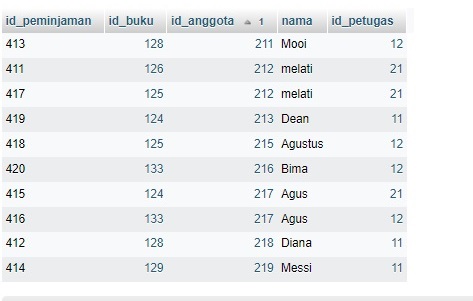 id_peminjaman id_buku id_anggota 1 nama id_petugas
413 128 211 Mooi 12
411 126 212 melati 21
417 125 212 melati 21
419 124 213 Dean 11
418 125 215 Agustus 12
420 133 216 Bima 12
415 124 217 Agus 21
416 133 217 Agus 12
412 128 218 Diana 11
414 129 219 Messi 11